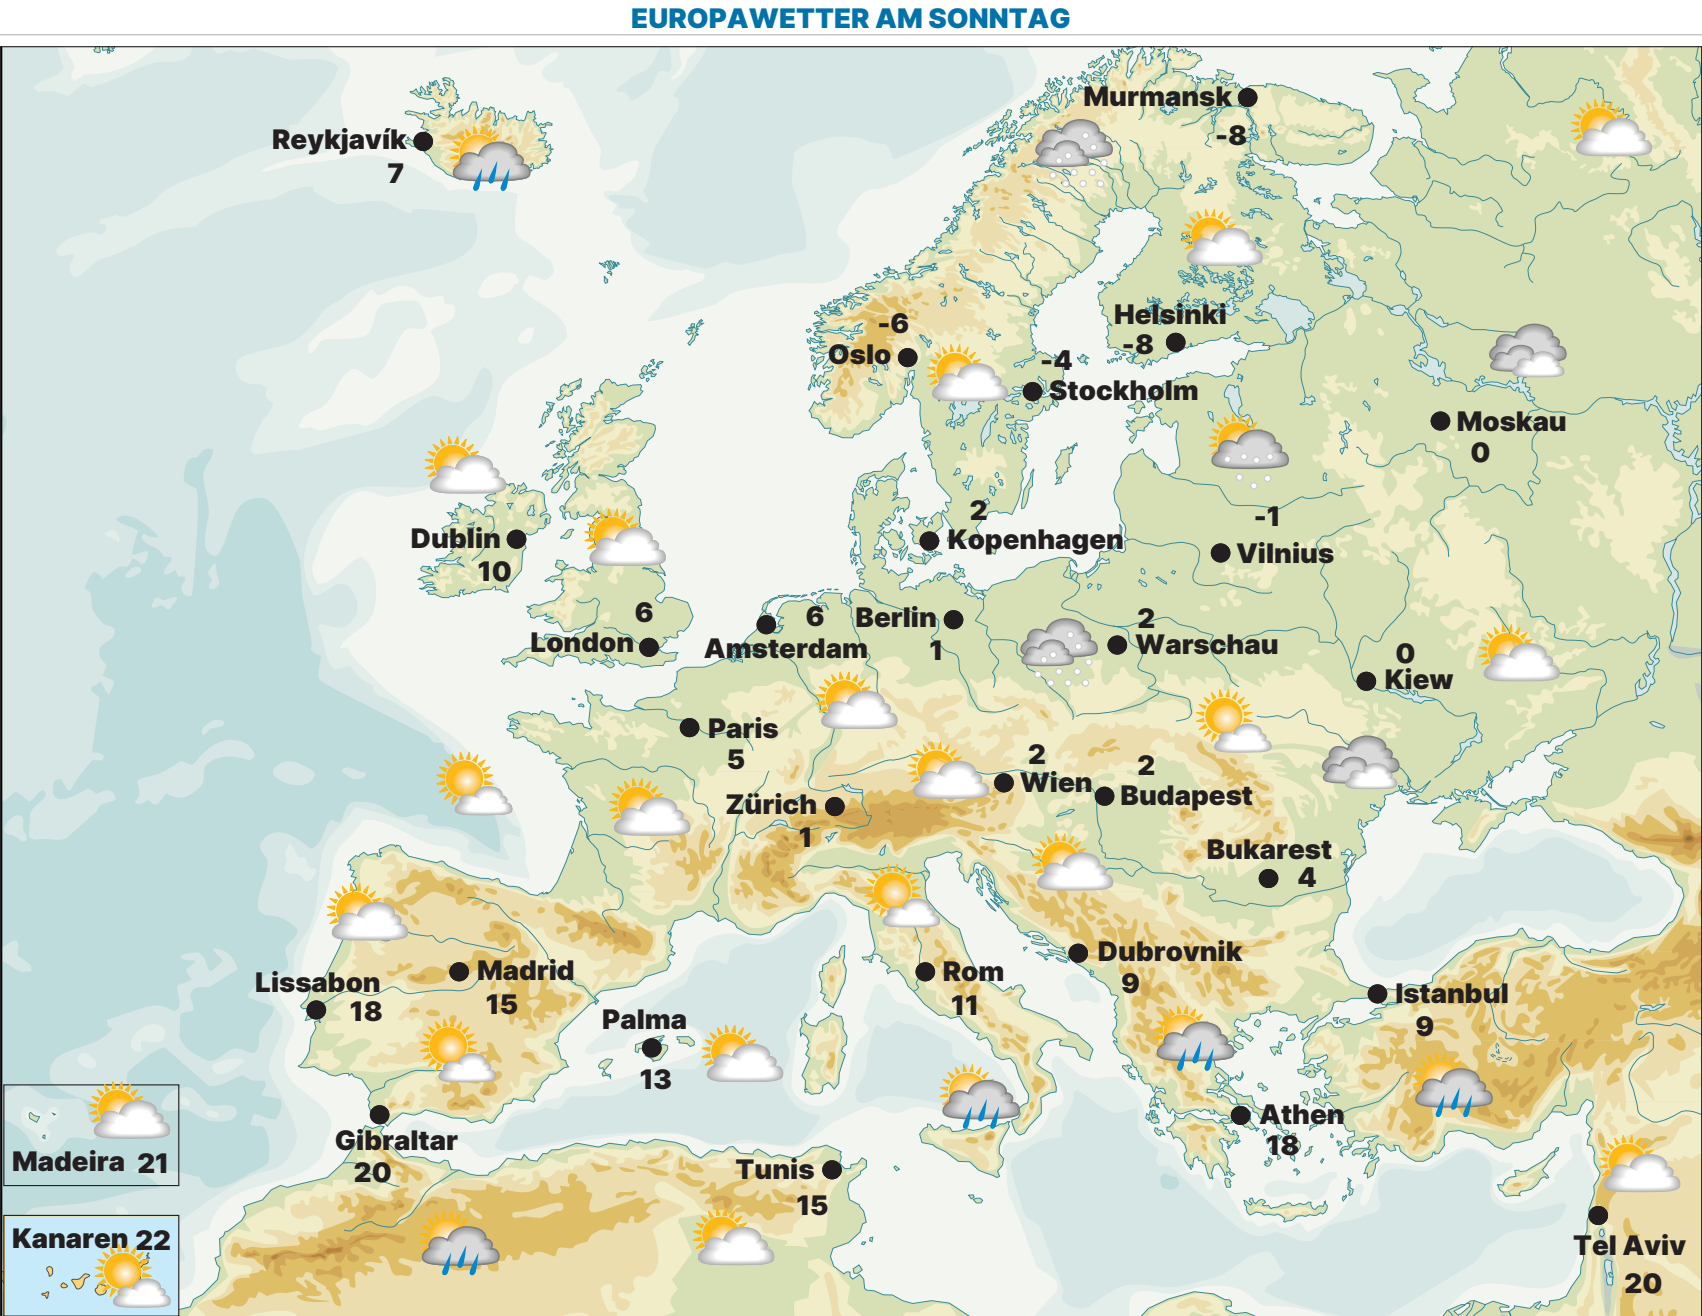 EUROPAWETTER AM SONNTAG
Murmansk
-8
Reykjavík
7
Helsinki
-8
-6
Oslo
-4
Stockholm
Moskau
0
2
Kopenhagen
-1
Vilnius
Dublin
10
6
London
6
Amsterdam
Berlin
1
2
Warschau
0
Kiew
Paris
5
2
Wien
2
Budapest
Zürich
1
Bukarest
4
Dubrovnik
9
Madrid
15
Rom
11
Lissabon
18
Istanbul
9
Palma
13
Athen
18
Gibraltar
20
Madeira 21
Tunis
15
Kanaren 22
Tel Aviv
20